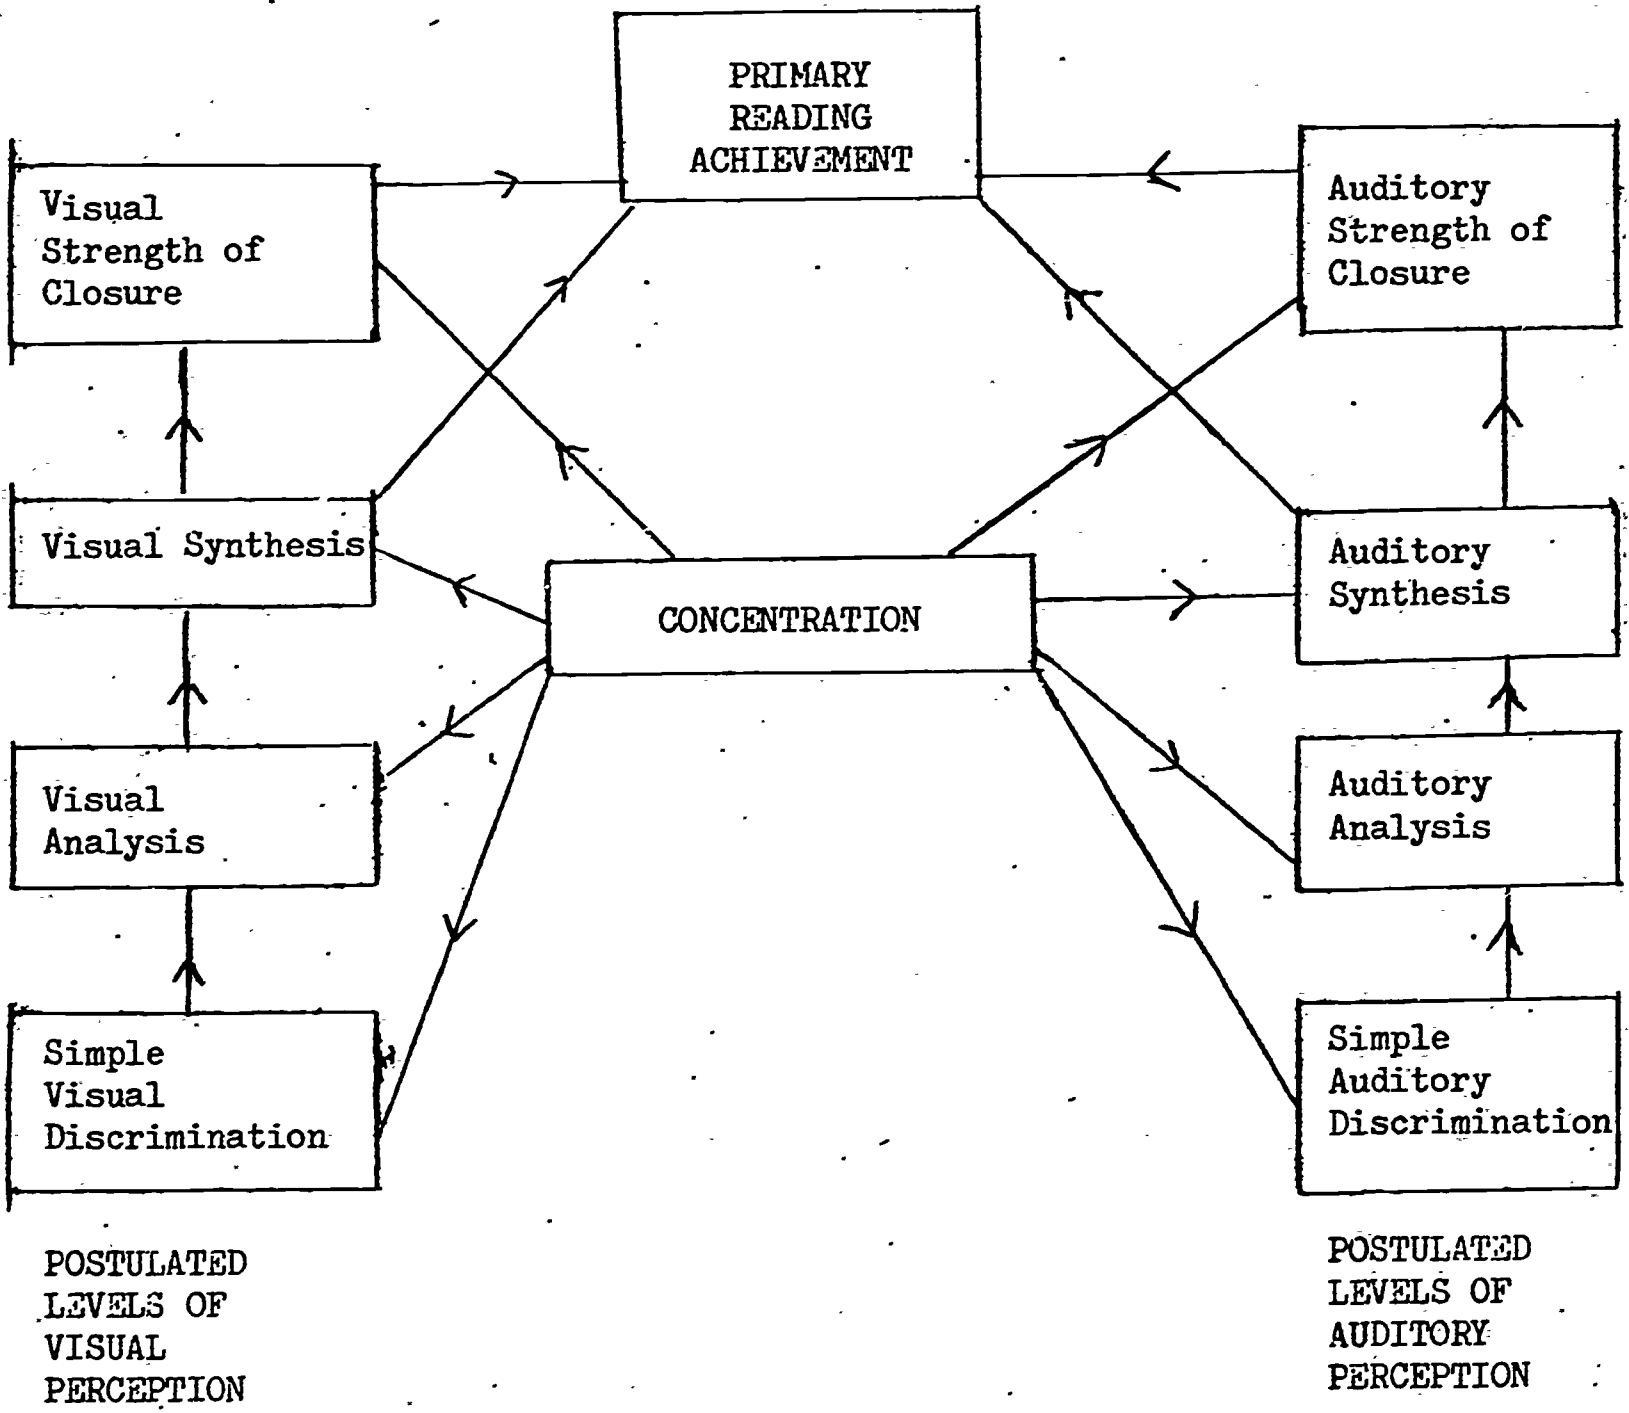 PRIMARY
READING
ACHIEVEMENT
Visual
Strength of
Closure
Auditory
Strength of
Closure
Visual Synthesis
CONCENTRATION
Auditory
Synthesis
Visual
Analysis
Auditory
Analysis
Simple
Visual
Discrimination
Simple
Auditory
Discrimination
POSTULATED
LEVELS OF
VISUAL
PERCEPTION
POSTULATED
LEVELS OF
AUDITORY
PERCEPTION